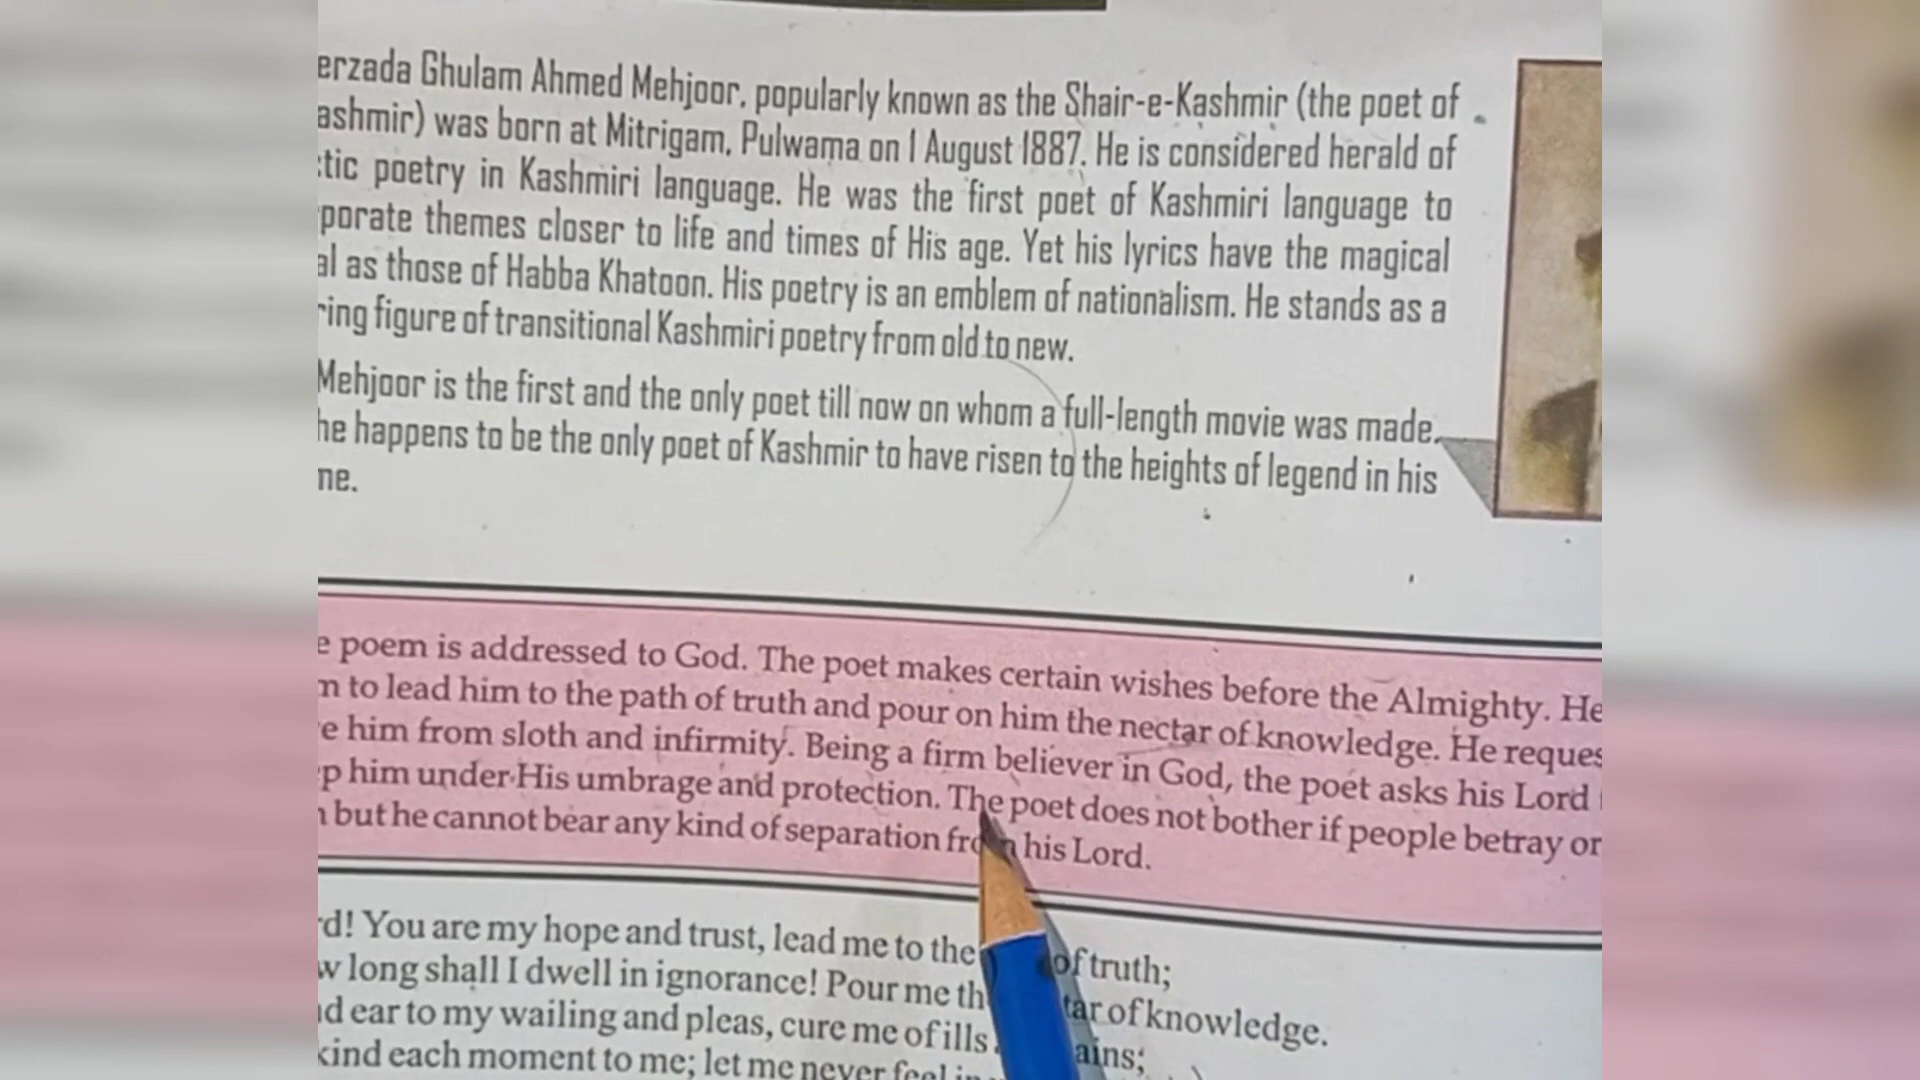 erzada Ghulam Ahmed Mehjoor, popularly known as the Shair-e-Kashmir (the poet of
ashmir) was born at Mitrigam, Pulwama on 1 August 1887. He is considered herald of
tic poetry in Kashmiri language. He was the first poet of Kashmiri language to
porate themes closer to life and times of His age. Yet his lyrics have the magical
al as those of Habba Khatoon. His poetry is an emblem of nationalism. He stands as a
ring figure of transitional Kashmiri poetry from old to new.
Mehjoor is the first and the only poet till now on whom a full-length movie was made.
he happens to be the only poet of Kashmir to have risen to the heights of legend in his
me.
e poem is addressed to God. The poet makes certain wishes before the Almighty. He
m to lead him to the path of truth and pour on him the nectar of knowledge. He reques
e him from sloth and infirmity. Being a firm believer in God, the poet asks his Lord
p him under His umbrage and protection. The poet does not bother if people betray or
but he cannot bear any kind of separation from his Lord.
rd! You are my hope and trust, lead me to the of truth;
w long shall I dwell in ignorance! Pour me th tar of knowledge.
d ear to my wailing and pleas, cure me of ills ains;
kind each moment to me; let me never feel